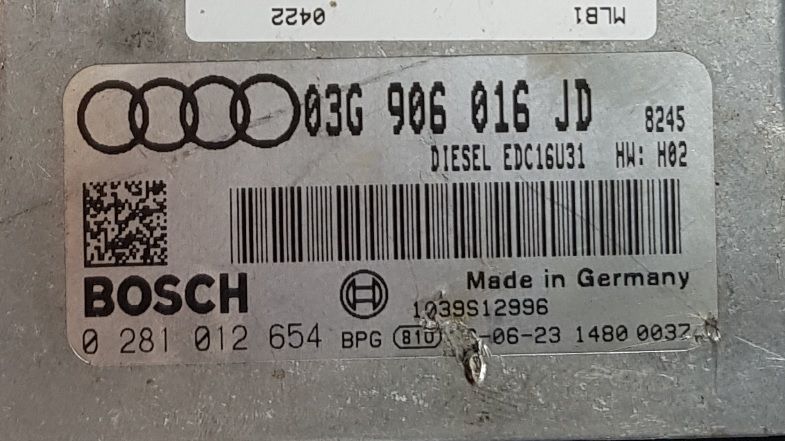 0422 MLB1
03G 906 016 JD 8245
DIESEL EDC16U31 HW: H02
BOSCH
Made in Germany
1039S12996
0 281 012 654 BPG 810 -06-23 1480 0037